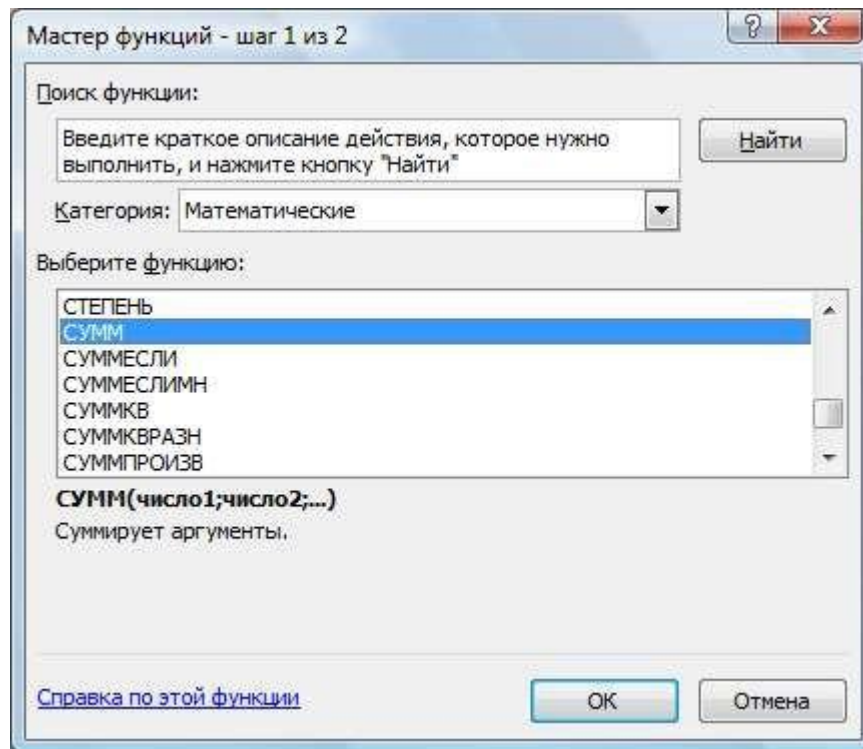 Мастер функций - шаг 1 из 2
Поиск функции:
Введите краткое описание действия, которое нужно
выполнить, и нажмите кнопку "Найти"
Найти
Категория: Математические
Выберите функцию:
СТЕПЕНЬ
СУММ
СУММЕСЛИ
СУММЕСЛИМН
СУММКВ
СУММКВРАЗН
СУММПРОИЗВ
СУММ(число1;число2;...)
Суммирует аргументы.
Справка по этой функции
ОК
Отмена